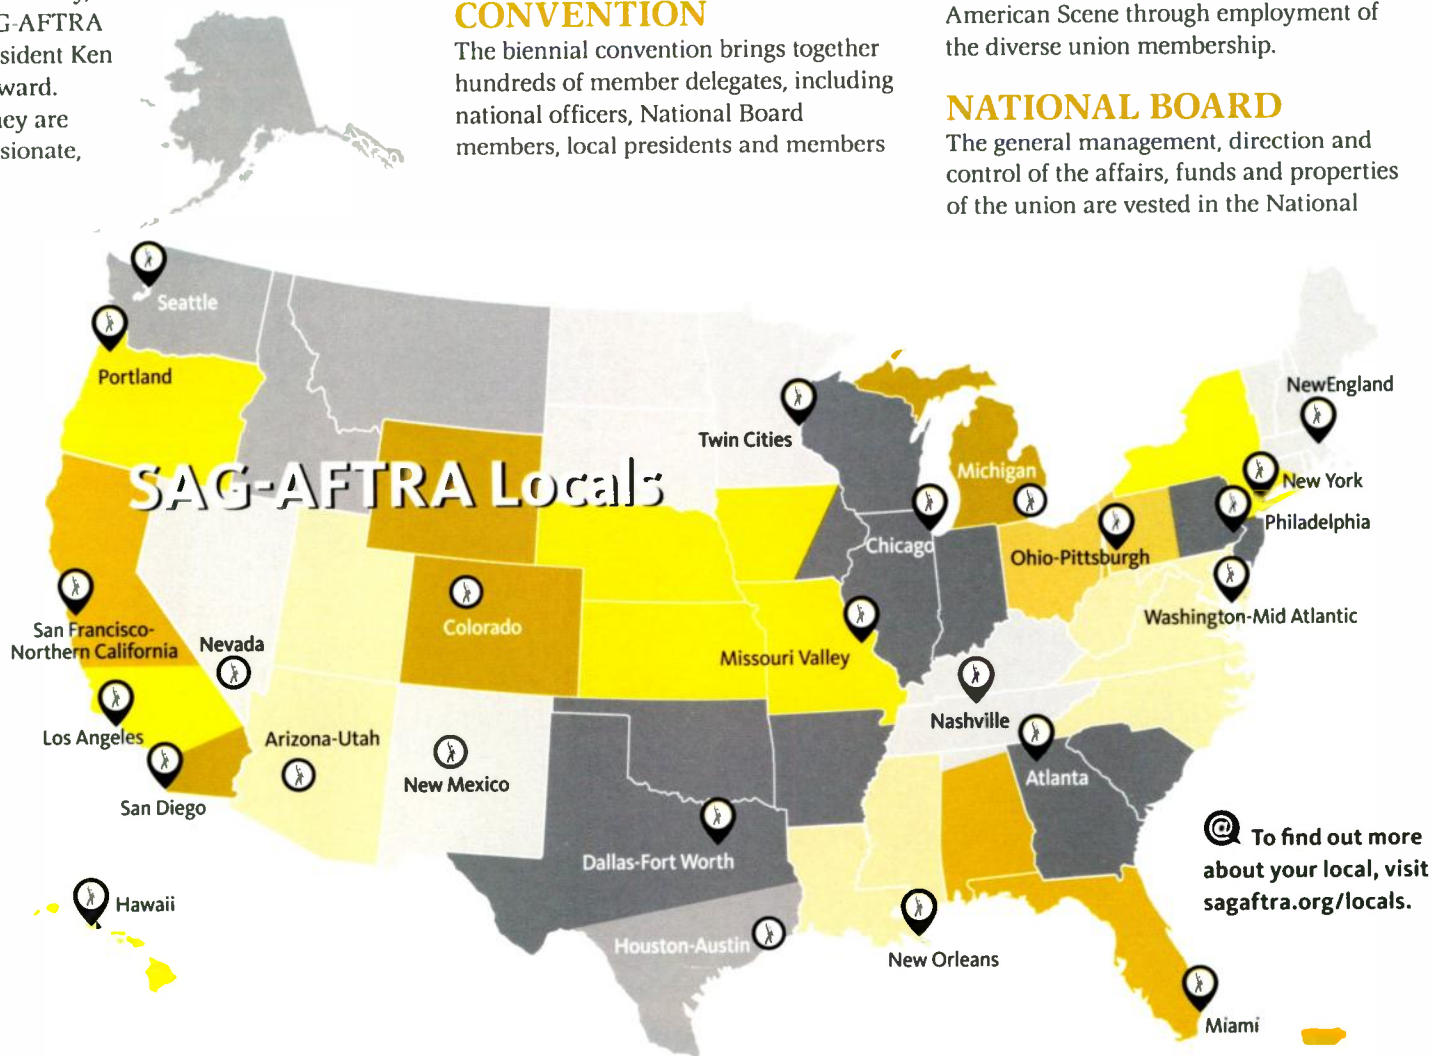 G-AFTRA
sident Ken
ward.
ey are
sionate,
CONVENTION
The biennial convention brings together
hundreds of member delegates, including
national officers, National Board
members, local presidents and members
American Scene through employment of
the diverse union membership.
NATIONAL BOARD
The general management, direction and
control of the affairs, funds and properties
of the union are vested in the National
SAG-AFTRA Locals
Seattle
Portland
San Francisco-
Northern California
Nevada
Los Angeles
San Diego
Arizona-Utah
Colorado
New Mexico
Twin Cities
Chicago
Michigan
Missouri Valley
Ohio-Pittsburgh
NewEngland
New York
Philadelphia
Washington-Mid Atlantic
Nashville
Atlanta
Dallas-Fort Worth
Houston-Austin
New Orleans
Miami
Hawaii
@ To find out more
about your local, visit
sagaftra.org/locals.